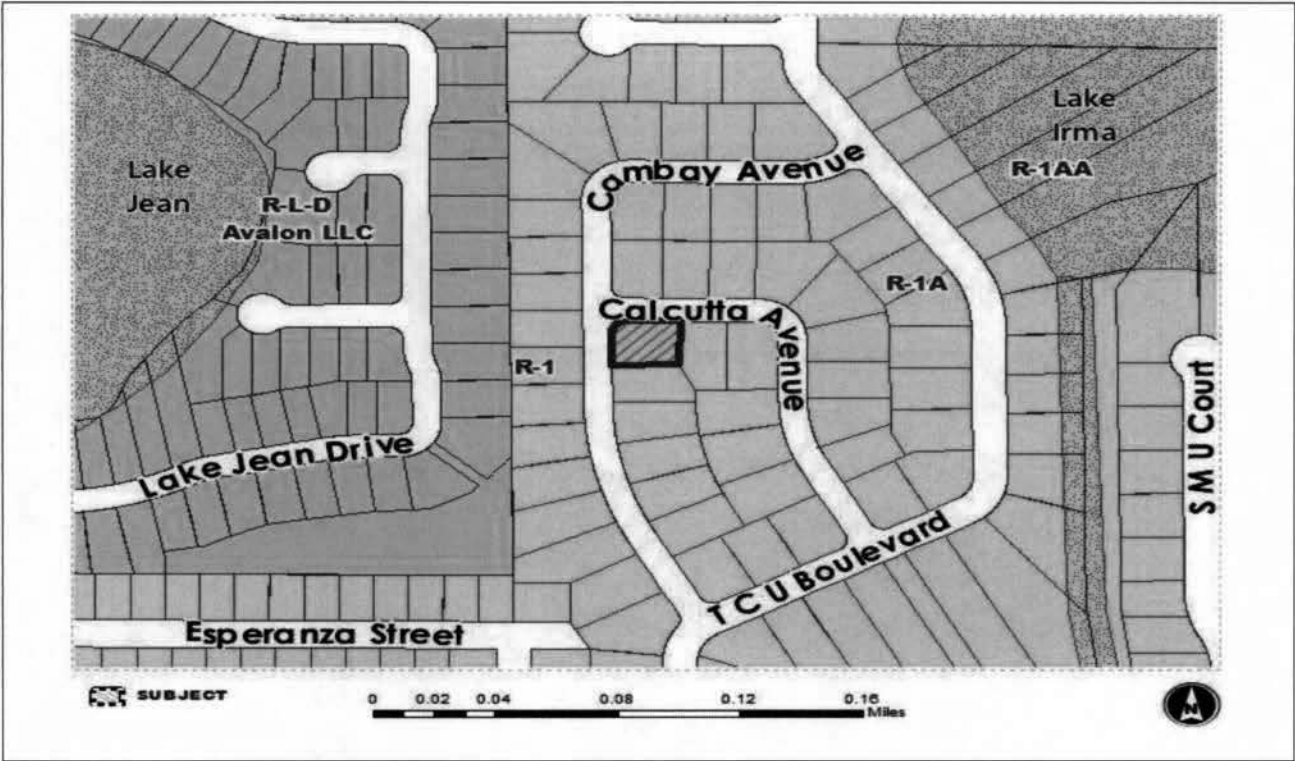 Lake
Jean
R-L-D
Avalon LLC
Lake
Irma
R-1AA
Cambay Avenue
R-1A
Calcutta Avenue
R-1
Lake Jean Drive
S M U Court
T C U Boulevard
Esperanza Street
SUBJECT
0 0.02 0.04 0.08 0.12 0.16
Miles
N